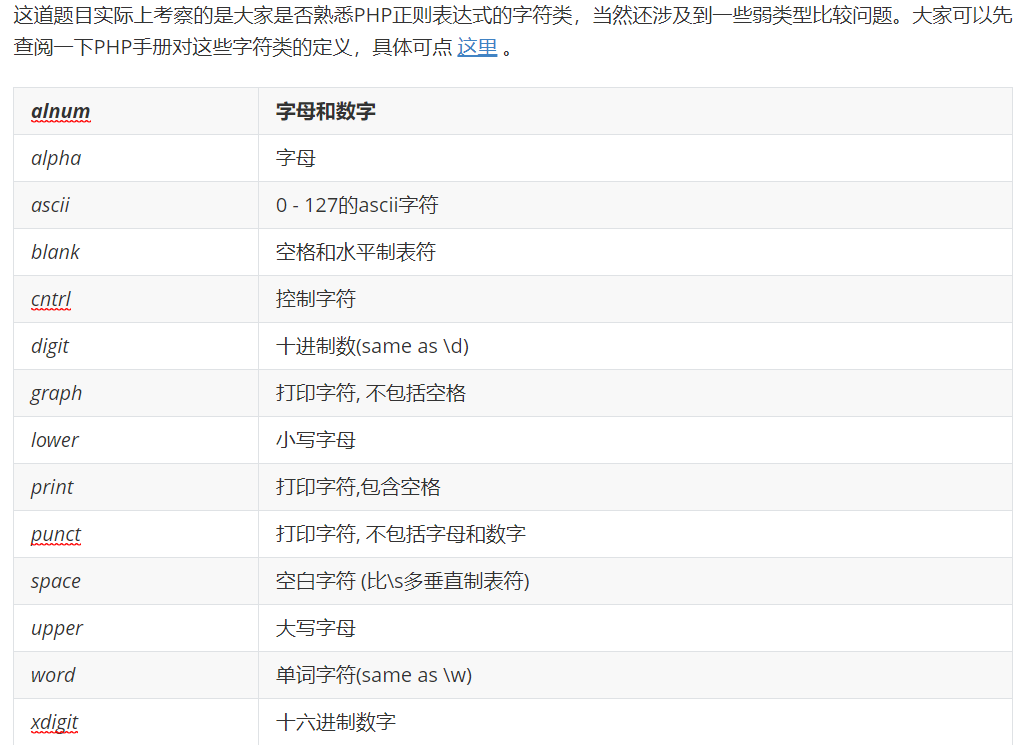 这道题目实际上考察的是大家是否熟悉PHP正则表达式的字符类，当然还涉及到一些弱类型比较问题。大家可以先
查阅一下PHP手册对这些字符类的定义，具体可点 这里 。
alnum 字母和数字
alpha 字母
ascii 0 - 127的ascii字符
blank 空格和水平制表符
cntrl 控制字符
digit 十进制数(same as \d)
graph 打印字符, 不包括空格
lower 小写字母
print 打印字符,包含空格
punct 打印字符, 不包括字母和数字
space 空白字符 (比\s多垂直制表符)
upper 大写字母
word 单词字符(same as \w)
xdigit 十六进制数字